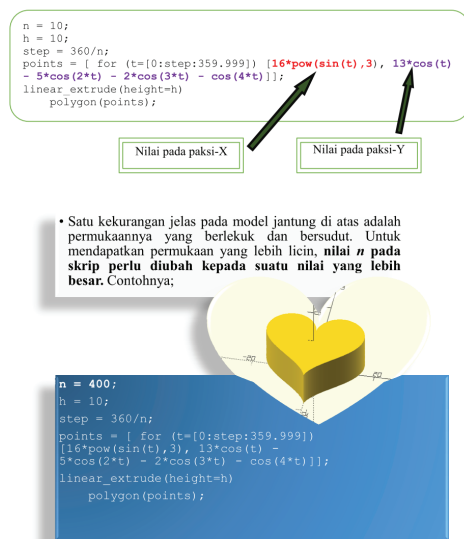 n = 10;
h = 10;
step = 360/n;
points = [ for (t=[0:step:359.999]) [16*pow(sin(t),3), 13*cos(t)
- 5*cos(2*t) - 2*cos(3*t) - cos(4*t)]];
linear_extrude(height=h)
polygon(points);
Nilai pada paksi-X
Nilai pada paksi-Y
• Satu kekurangan jelas pada model jantung di atas adalah
permukaannya yang berlekuk dan bersudut. Untuk
mendapatkan permukaan yang lebih licin, nilai n pada
skrip perlu diubah kepada suatu nilai yang lebih
besar. Contohnya;
n = 400;
h = 10;
step = 360/n;
points = [ for (t=[0:step:359.999])
[16*pow(sin(t),3), 13*cos(t) -
5*cos(2*t) - 2*cos(3*t) - cos(4*t)]];
linear_extrude(height=h)
polygon(points);